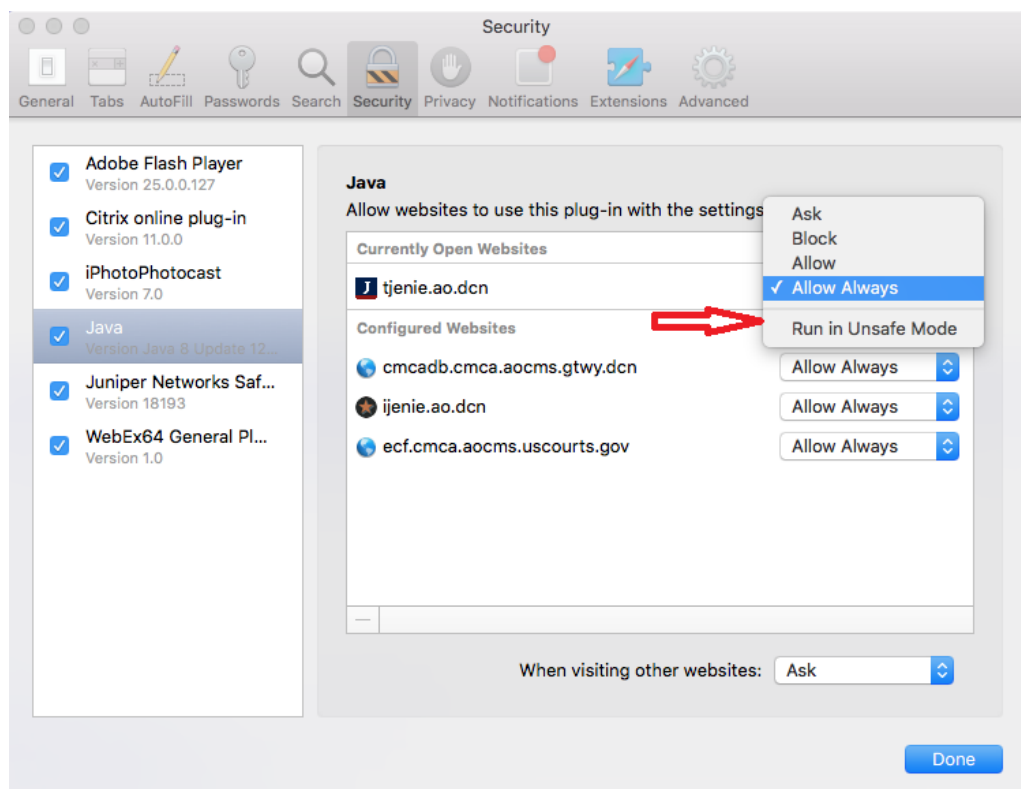 Security
General Tabs AutoFill Passwords Search Security Privacy Notifications Extensions Advanced
Adobe Flash Player
Version 25.0.0.127
Citrix online plug-in
Version 11.0.0
iPhotoPhotocast
Version 7.0
Java
Version Java 8 Update 12...
Juniper Networks Saf...
Version 18193
WebEx64 General Pl...
Version 1.0
Java
Allow websites to use this plug-in with the settings
Currently Open Websites
tjenie.ao.dcn
Ask
Block
Allow
✓ Allow Always
Run in Unsafe Mode
Configured Websites
cmcadb.cmca.aocms.gtwy.dcn Allow Always
ijenie.ao.dcn Allow Always
ecf.cmca.aocms.uscourts.gov Allow Always
When visiting other websites: Ask
Done